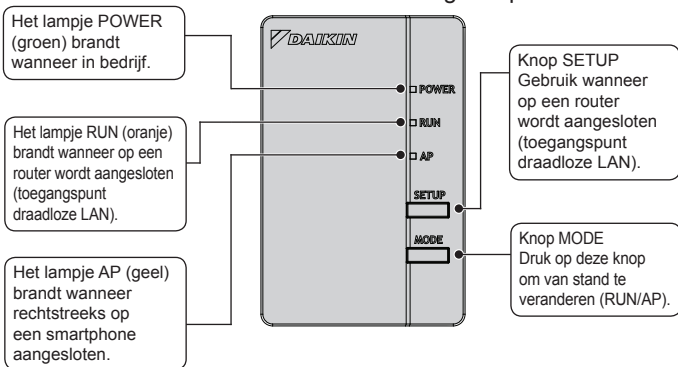 Het lampje POWER
(groen) brandt
wanneer in bedrijf.
Het lampje RUN (oranje)
brandt wanneer op een
router wordt aangesloten
(toegangspunt
draadloze LAN).
Het lampje AP (geel)
brandt wanneer
rechtstreeks op
een smartphone
aangesloten.
DAIKIN
POWER
RUN
AP
SETUP
MODE
Knop SETUP
Gebruik wanneer
op een router
wordt aangesloten
(toegangspunt
draadloze LAN).
Knop MODE
Druk op deze knop
om van stand te
veranderen (RUN/AP).